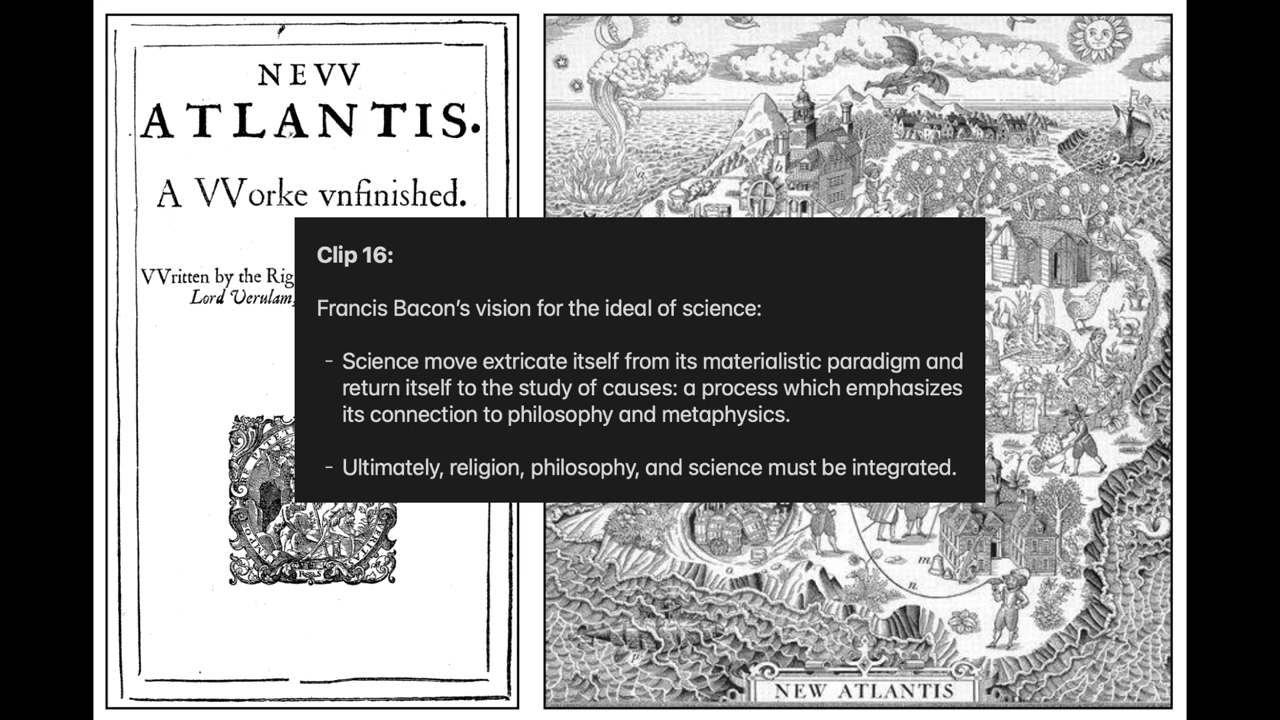 NEVV
ATLANTIS.
A VVorke vnfinished.
VVritten by the Rig
Lord Verulam,
Clip 16:
Francis Bacon’s vision for the ideal of science:
- Science move extricate itself from its materialistic paradigm and
return itself to the study of causes: a process which emphasizes
its connection to philosophy and metaphysics.
- Ultimately, religion, philosophy, and science must be integrated.
b
m
n
NEW ATLANTIS